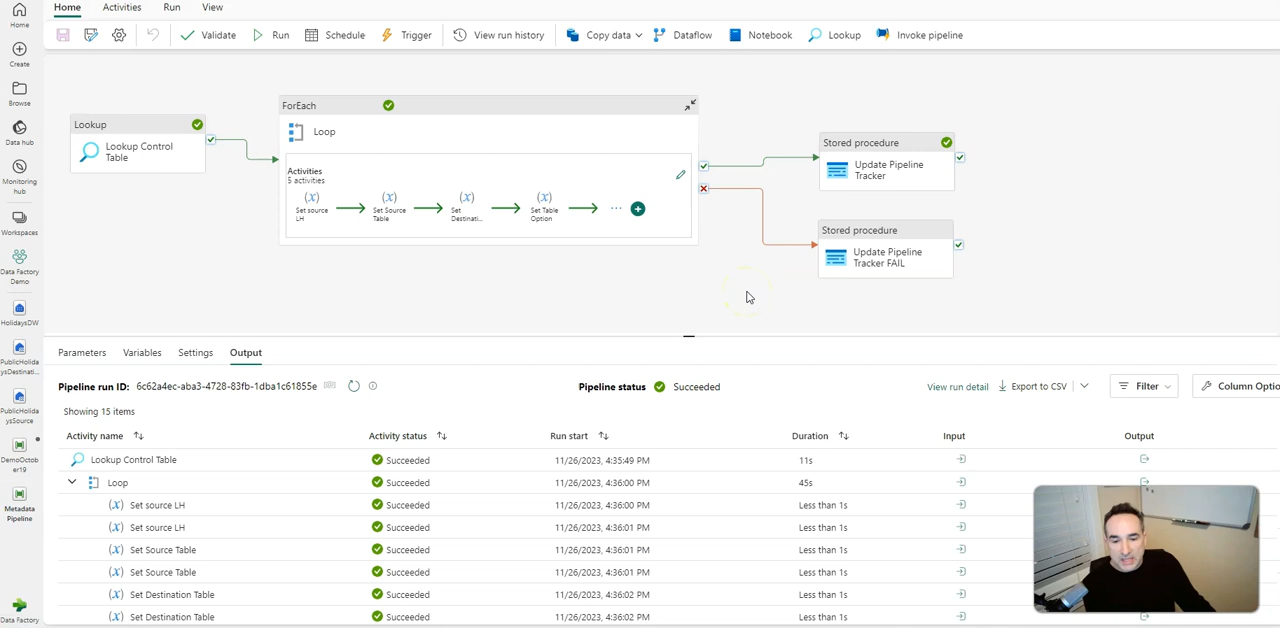 Home Activities Run View
Validate Run Schedule Trigger View run history Copy data Dataflow Notebook Lookup Invoke pipeline
Home
Create
Browse
Data hub
Monitoring
hub
Workspaces
Data Factory
Demo
HolidaysDW
PublicHolida
ysDestinati...
PublicHolida
ysSource
DemoOctob
er19
Metadata
Pipeline
Data Factory
Lookup
Lookup Control
Table
ForEach
Loop
Activities
5 activities
(x) (x) (x) (x)
Set source
LH
Set Source
Table
Set
Destinati...
Set Table
Option
...
Stored procedure
Update Pipeline
Tracker
Stored procedure
Update Pipeline
Tracker FAIL
Parameters Variables Settings Output
Pipeline run ID: 6c62a4ec-aba3-4728-83fb-1dba1c61855e Pipeline status Succeeded View run detail Export to CSV Filter Column Optio
Showing 15 items
Activity name Activity status Run start Duration Input Output
Lookup Control Table Succeeded 11/26/2023, 4:35:49 PM 11s
Loop Succeeded 11/26/2023, 4:36:00 PM 45s
(x) Set source LH Succeeded 11/26/2023, 4:36:00 PM Less than 1s
(x) Set source LH Succeeded 11/26/2023, 4:36:01 PM Less than 1s
(x) Set Source Table Succeeded 11/26/2023, 4:36:01 PM Less than 1s
(x) Set Source Table Succeeded 11/26/2023, 4:36:01 PM Less than 1s
(x) Set Destination Table Succeeded 11/26/2023, 4:36:02 PM Less than 1s
(x) Set Destination Table Succeeded 11/26/2023, 4:36:02 PM Less than 1s